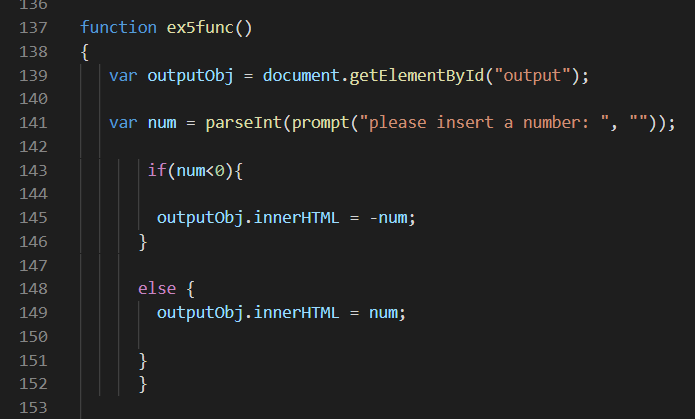 136
137 function ex5func()
138 {
139 var outputObj = document.getElementById("output");
140
141 var num = parseInt(prompt("please insert a number: ", ""));
142
143 if(num<0){
144
145 outputObj.innerHTML = -num;
146 }
147
148 else {
149 outputObj.innerHTML = num;
150
151 }
152 }
153